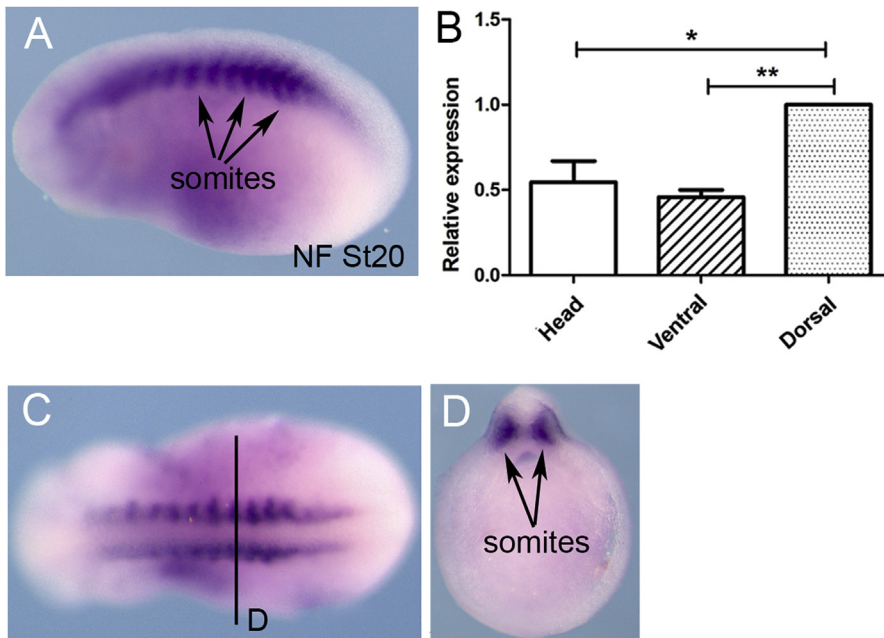 A
somites
NF St20
B
Relative expression
1.5
1.0
0.5
0.0
*
**
Head
Ventral
Dorsal
C
D
D
somites